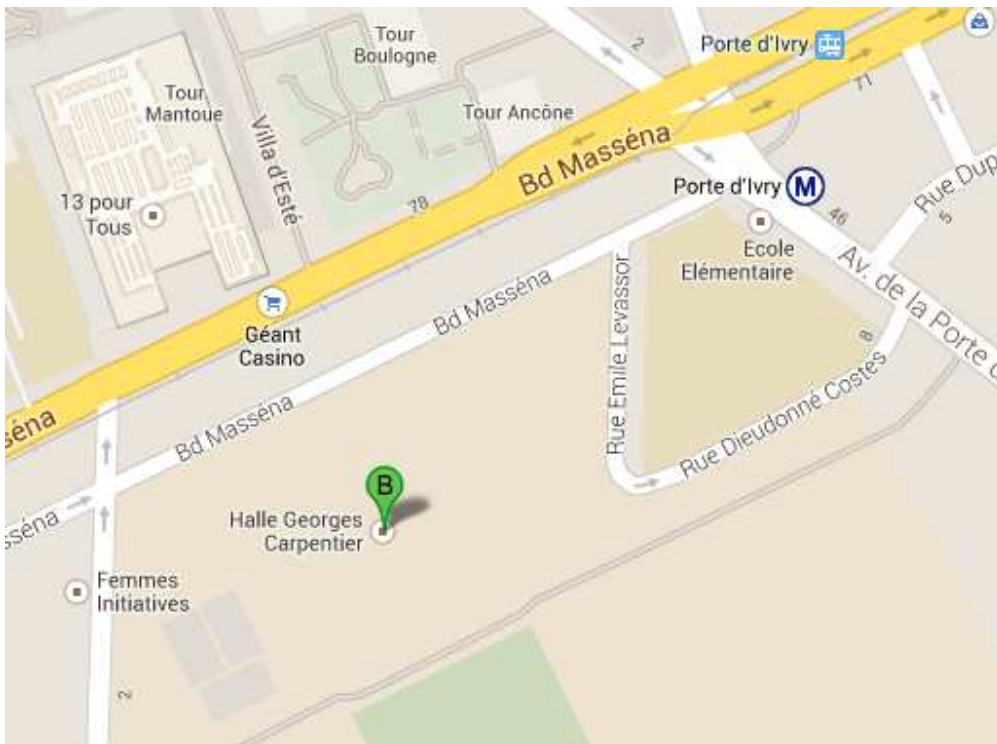 2
Porte d'Ivry
Tour
Boulogne
71
Tour
Mantoue
Tour Ancône
Villa d'Esté
Bd Masséna
Rue Dup
Porte d'Ivry
M
13 pour
Tous
78
46
5
Ecole
Elémentaire
Av. de la Porte d
Géant
Casino
Bd Masséna
Rue Emile Levassor
8
Rue Dieudonné Costes
séna
Bd Masséna
B
Halle Georges
Carpentier
sséna
Femmes
Initiatives
2